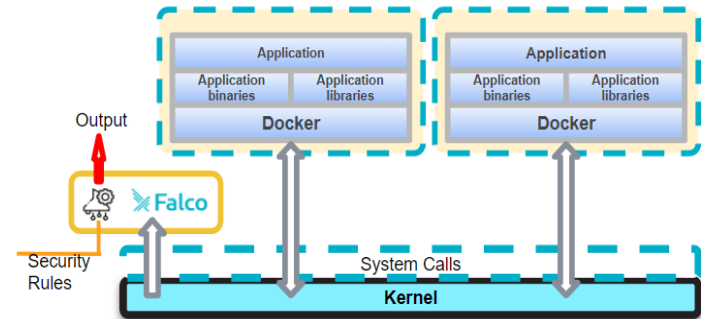 Application
Application
binaries
Application
libraries
Docker
Application
Application
binaries
Application
libraries
Docker
Output
Falco
Security
Rules
System Calls
Kernel